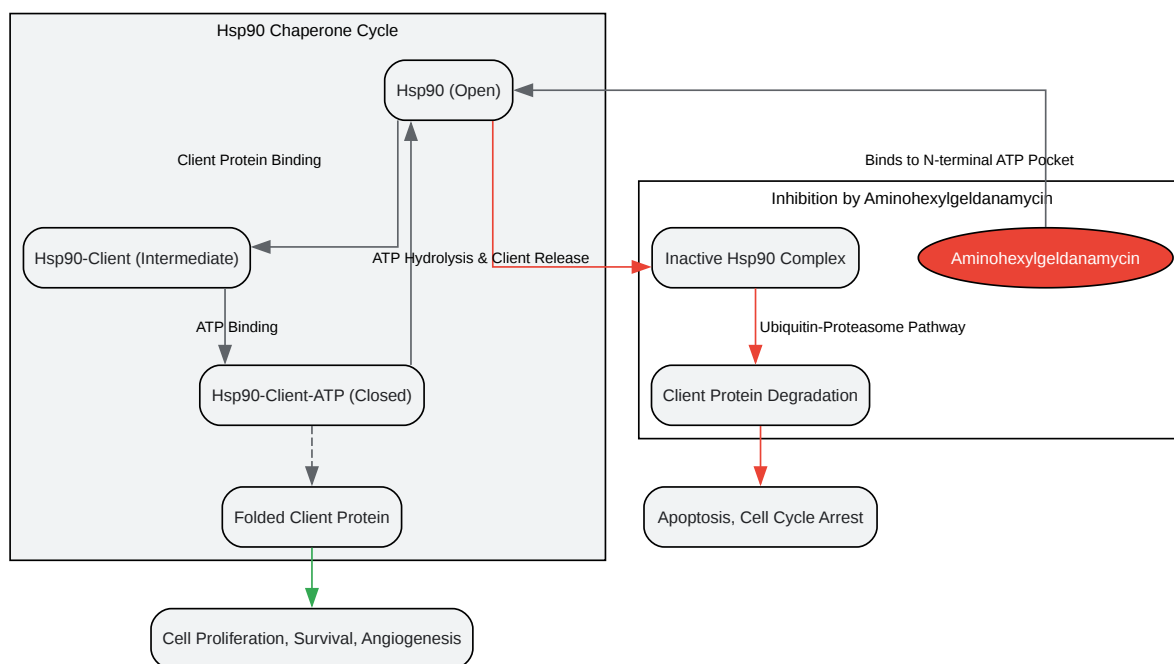 Hsp90 Chaperone Cycle
Hsp90 (Open)
Client Protein Binding
Binds to N-terminal ATP Pocket
Inhibition by Aminohexylgeldanamycin
Hsp90-Client (Intermediate)
ATP Hydrolysis & Client Release
Inactive Hsp90 Complex
Aminohexylgeldanamycin
ATP Binding
Ubiquitin-Proteasome Pathway
Hsp90-Client-ATP (Closed)
Client Protein Degradation
Folded Client Protein
Apoptosis, Cell Cycle Arrest
Cell Proliferation, Survival, Angiogenesis